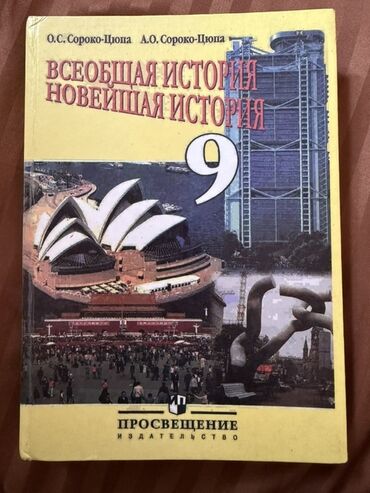 О.С. Сороко-Цюпа А.О. Сороко-Цюпа
ВСЕОБЩАЯ ИСТОРИЯ
НОВЕЙШАЯ ИСТОРИЯ
9
ПРОСВЕЩЕНИЕ
ИЗДАТЕЛЬСТВО